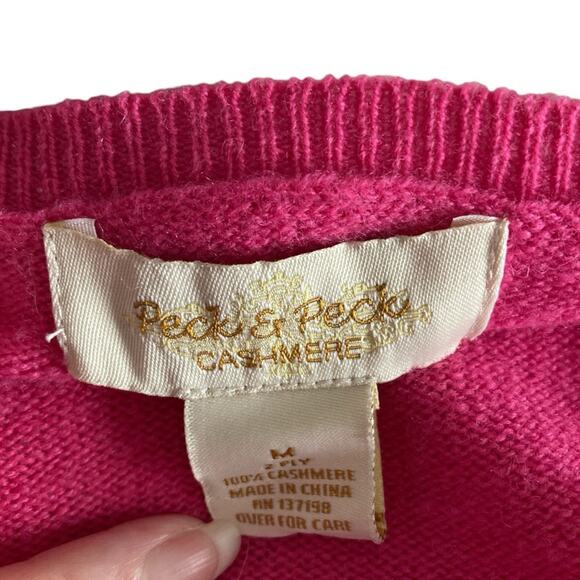 Peck & Peck
CASHMERE
M
2 PLY
100% CASHMERE
MADE IN CHINA
RN 137198
OVER FOR CARE